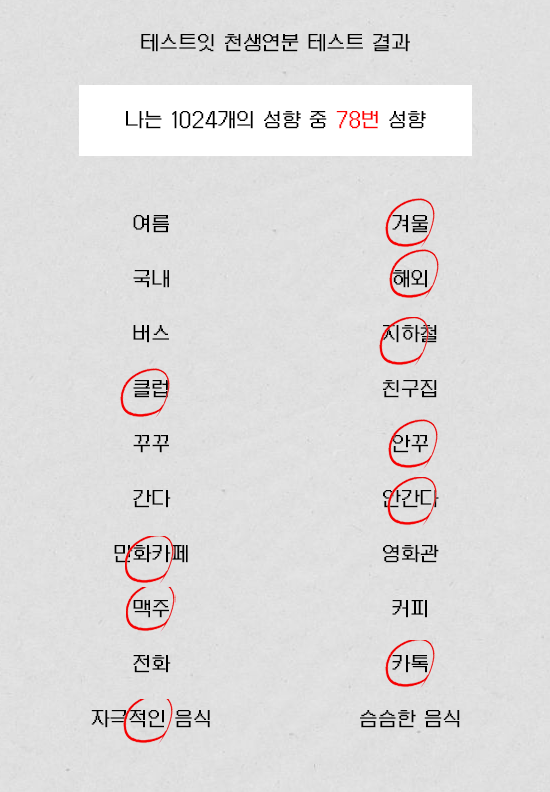 테스트잇 천생연분 테스트 결과
나는 1024개의 성향 중 78번 성향
여름 겨울
국내 해외
버스 지하철
클럽 친구집
꾸꾸 안꾸
간다 안간다
만화카페 영화관
맥주 커피
전화 카톡
자극적인 음식 슴슴한 음식